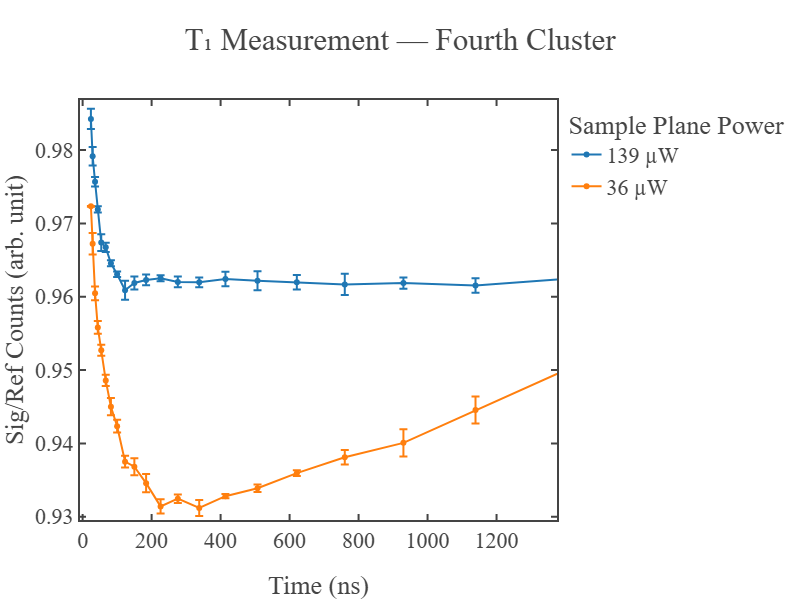 T₁ Measurement — Fourth Cluster
Sample Plane Power
139 µW
36 µW
Sig/Ref Counts (arb. unit)
0.98
0.97
0.96
0.95
0.94
0.93
0 200 400 600 800 1000 1200
Time (ns)